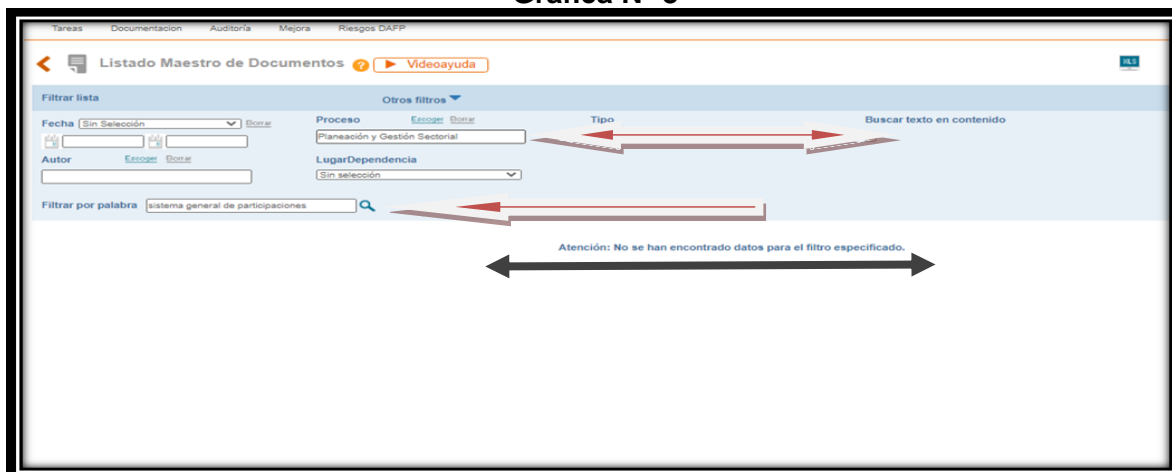 Tareas Documentacion Auditoría Mejora Riesgos DAFP
Listado Maestro de Documentos ? Videoayuda
XLS
Filtrar lista Otros filtros
Fecha Sin Selección Borrar Proceso Escoger Borrar Tipo Buscar texto en contenido
Planeación y Gestión Sectorial
Autor Escoger Borrar LugarDependencia
Sin selección
Filtrar por palabra sistema general de participaciones
Atención: No se han encontrado datos para el filtro especificado.